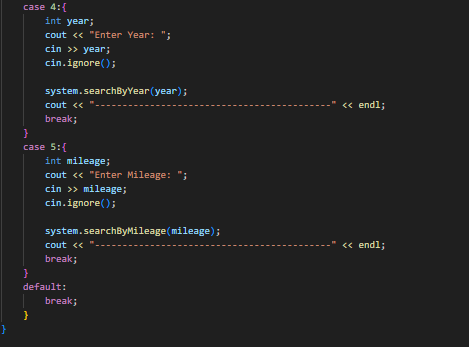 case 4:{
int year;
cout << "Enter Year: ";
cin >> year;
cin.ignore();
system.searchByYear(year);
cout << "-----------------------------------------" << endl;
break;
}
case 5:{
int mileage;
cout << "Enter Mileage: ";
cin >> mileage;
cin.ignore();
system.searchByMileage(mileage);
cout << "-----------------------------------------" << endl;
break;
}
default:
break;
}
}